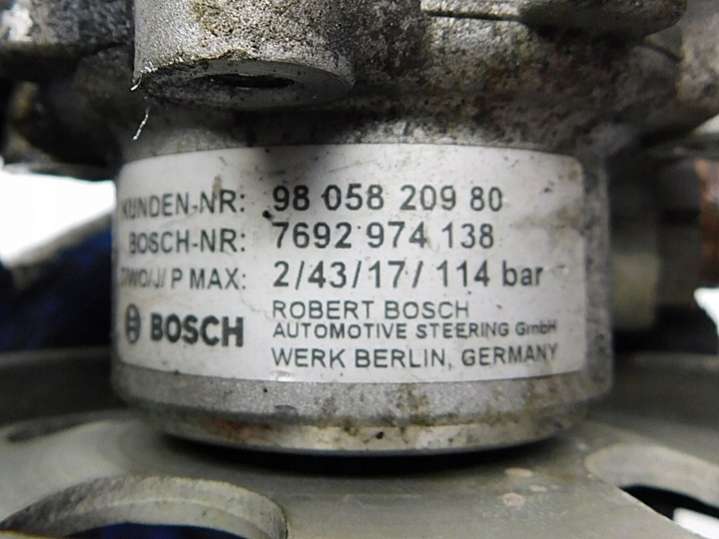 KUNDEN-NR: 98 058 209 80
BOSCH-NR: 7692 974 138
P MAX: 2/43/17/ 114 bar
BOSCH
ROBERT BOSCH
AUTOMOTIVE STEERING GmbH
WERK BERLIN, GERMANY